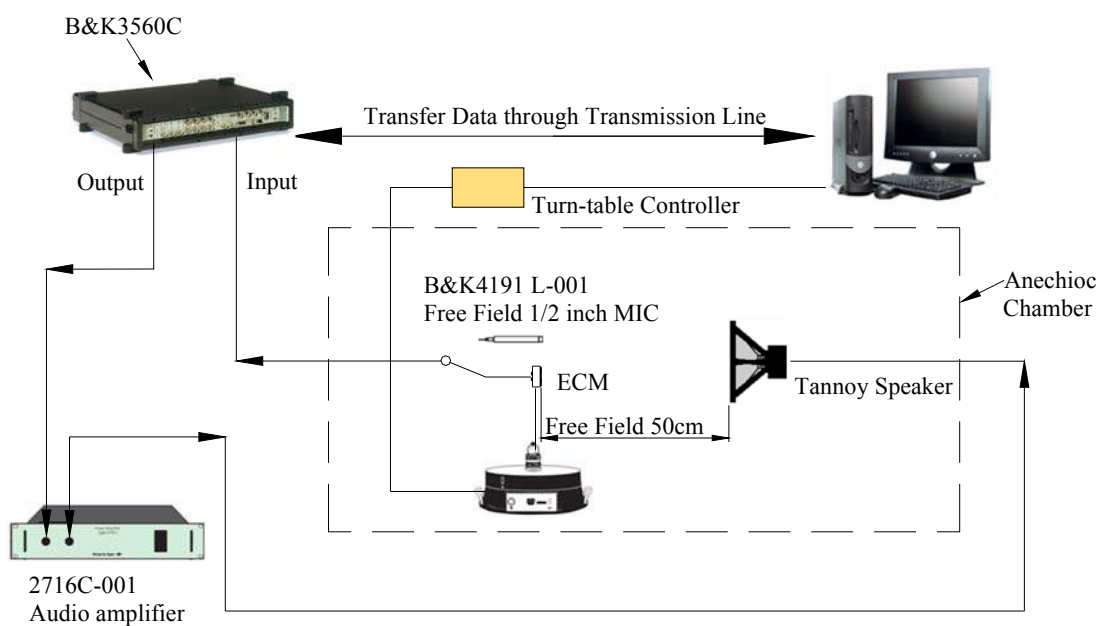 B&K3560C
Transfer Data through Transmission Line
Output
Input
Turn-table Controller
B&K4191 L-001
Free Field 1/2 inch MIC
Anechioc
Chamber
ECM
Tannoy Speaker
Free Field 50cm
2716C-001
Audio amplifier